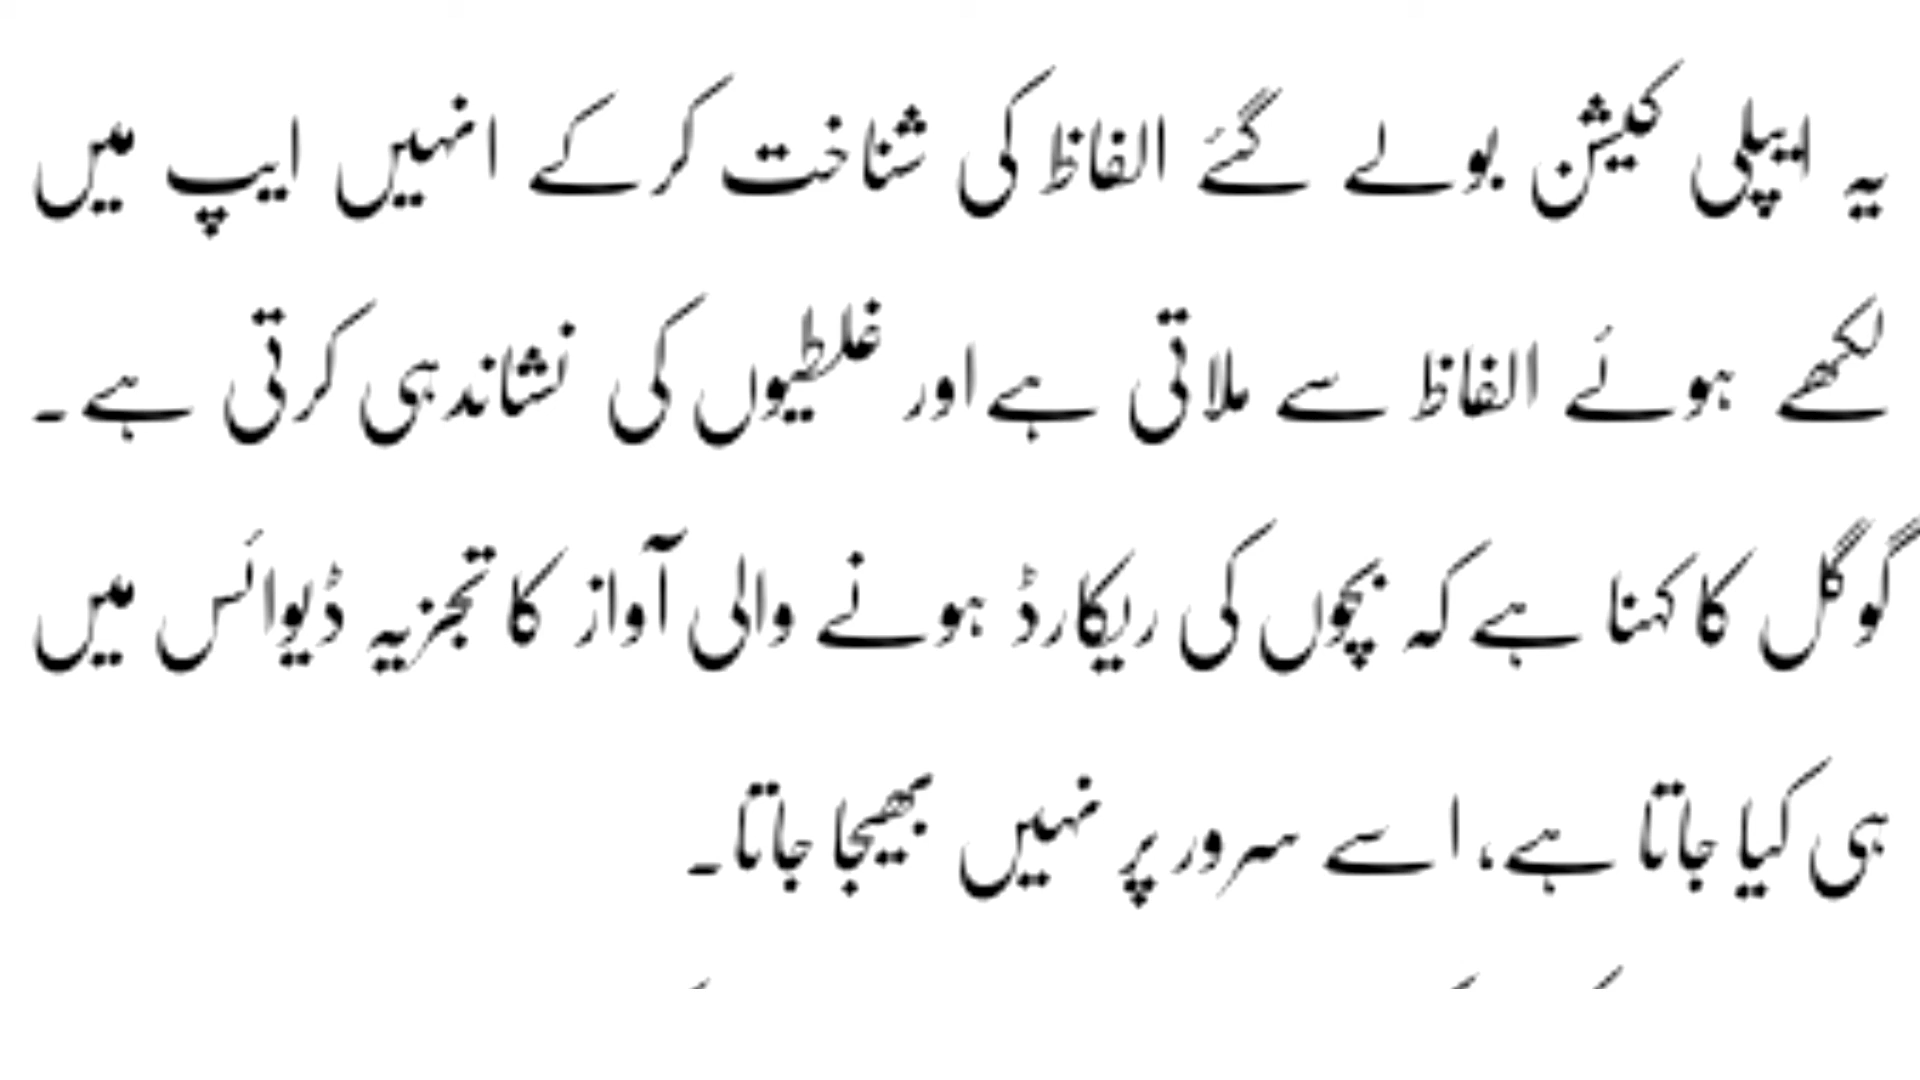 یہ ایپلی کیشن بولے گئے الفاظ کی شناخت کرکے انہیں ایپ میں
لکھے ہوئے الفاظ سے ملاتی ہے اور غلطیوں کی نشاندہی کرتی ہے۔
گوگل کا کہنا ہے کہ بچوں کی ریکارڈ ہونے والی آواز کا تجزیہ ڈیوائس میں
ہی کیا جاتا ہے، اسے سرور پر نہیں بھیجا جاتا۔